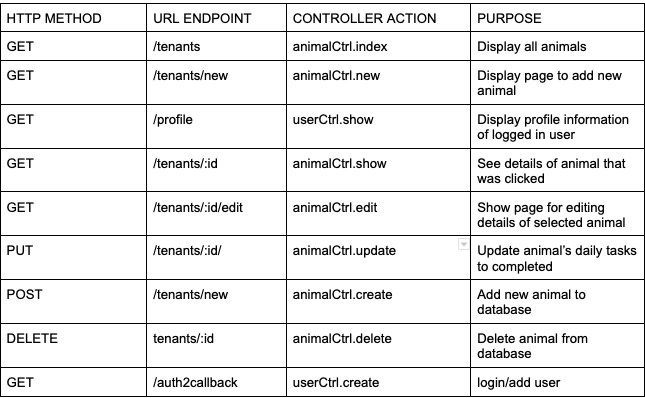 HTTP METHOD URL ENDPOINT CONTROLLER ACTION PURPOSE
GET /tenants animalCtrl.index Display all animals
GET /tenants/new animalCtrl.new Display page to add new
animal
GET /profile userCtrl.show Display profile information
of logged in user
GET /tenants/:id animalCtrl.show See details of animal that
was clicked
GET /tenants/:id/edit animalCtrl.edit Show page for editing
details of selected animal
PUT /tenants/:id/ animalCtrl.update Update animal’s daily tasks
to completed
POST /tenants/new animalCtrl.create Add new animal to
database
DELETE tenants/:id animalCtrl.delete Delete animal from
database
GET /auth2callback userCtrl.create login/add user